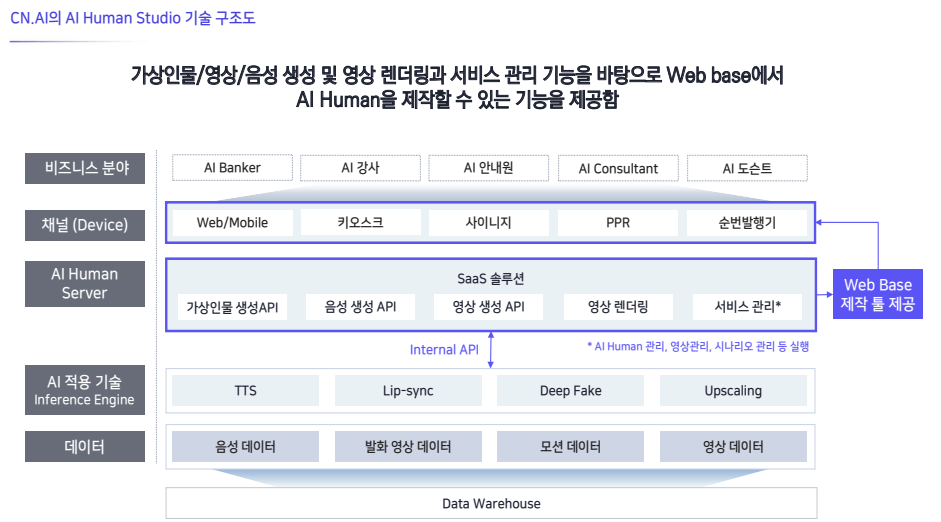 CN.AI의 AI Human Studio 기술 구조도
가상인물/영상/음성 생성 및 영상 렌더링과 서비스 관리 기능을 바탕으로 Web base에서
AI Human을 제작할 수 있는 기능을 제공함
비즈니스 분야
AI Banker
AI 강사
AI 안내원
AI Consultant
AI 도슨트
채널 (Device)
Web/Mobile
키오스크
사이니지
PPR
순번발행기
AI Human
Server
SaaS 솔루션
가상인물 생성API
음성 생성 API
영상 생성 API
영상 렌더링
서비스 관리*
Web Base
제작 툴 제공
Internal API
* AI Human 관리, 영상관리, 시나리오 관리 등 실행
AI 적용 기술
Inference Engine
TTS
Lip-sync
Deep Fake
Upscaling
데이터
음성 데이터
발화 영상 데이터
모션 데이터
영상 데이터
Data Warehouse